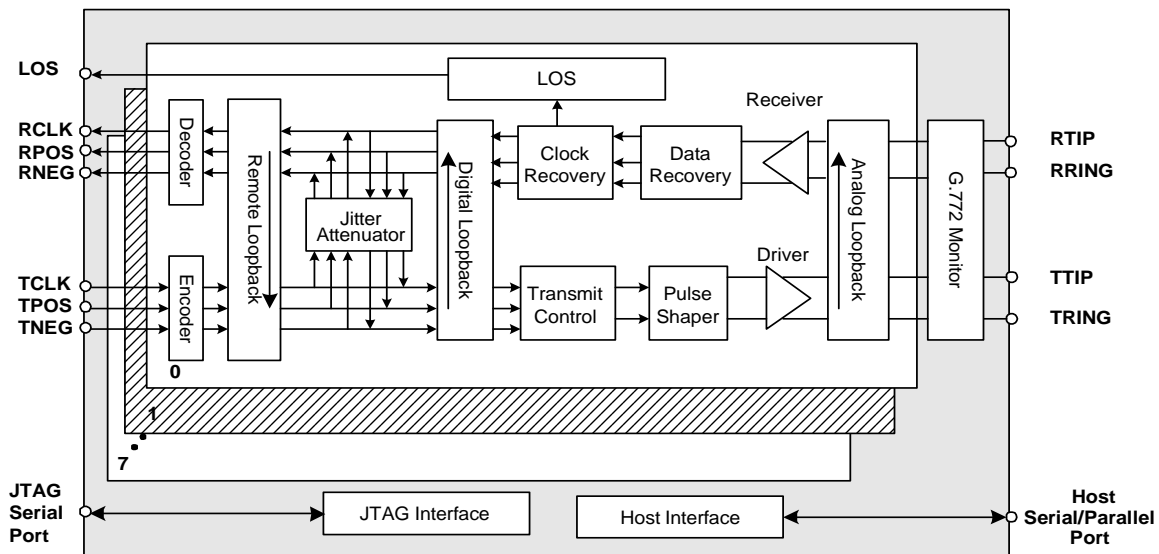 LOS
LOS
Receiver
RCLK
RPOS
RNEG
Decoder
Remote Loopback
Jitter
Attenuator
Digital Loopback
Clock
Recovery
Data
Recovery
Analog Loopback
G.772 Monitor
RTIP
RRING
TCLK
TPOS
TNEG
Encoder
Transmit
Control
Pulse
Shaper
Driver
TTIP
TRING
0
1
7
JTAG
Serial
Port
JTAG Interface
Host Interface
Host
Serial/Parallel
Port